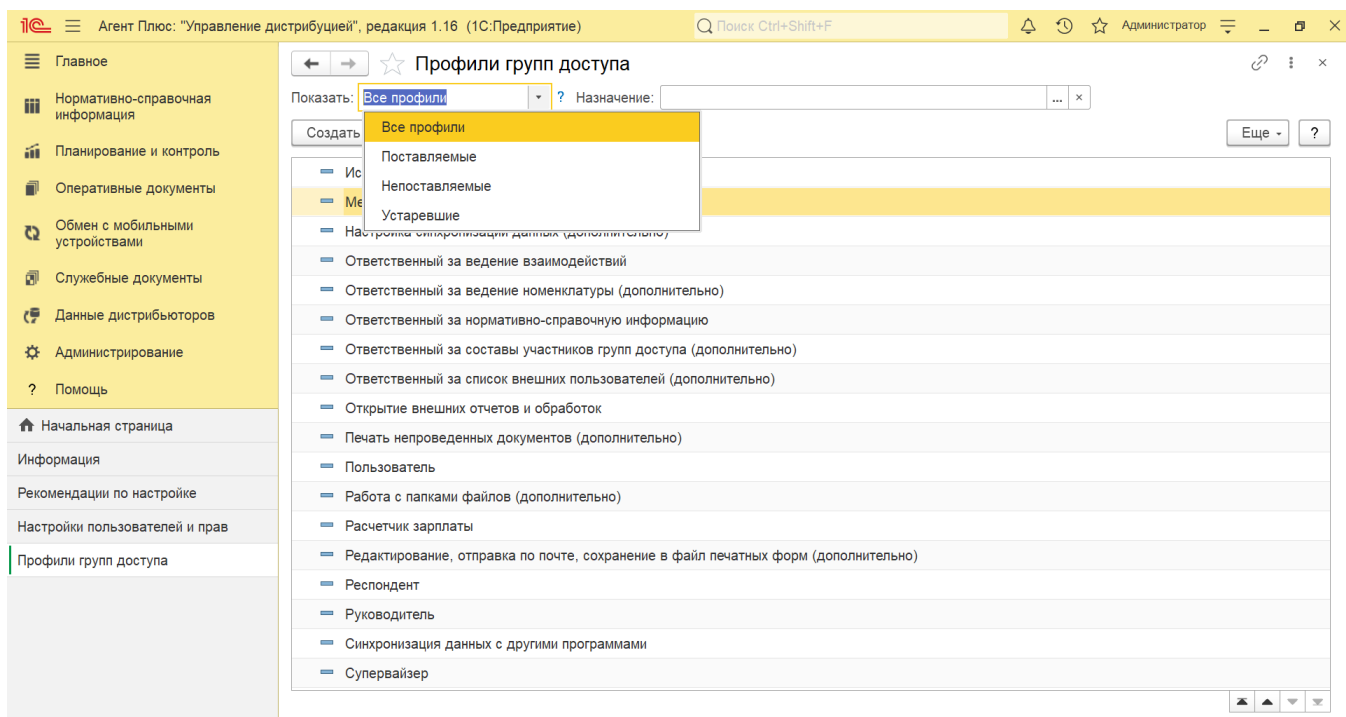 1С Агент Плюс: "Управление дистрибуцией", редакция 1.16 (1С:Предприятие) Поиск Ctrl+Shift+F Администратор
Главное
Нормативно-справочная
информация
Планирование и контроль
Оперативные документы
Обмен с мобильными
устройствами
Служебные документы
Данные дистрибьюторов
Администрирование
? Помощь
Начальная страница
Информация
Рекомендации по настройке
Настройки пользователей и прав
Профили групп доступа
Профили групп доступа
Показать: Все профили ? Назначение: ... ×
Создать Еще ?
Все профили
Поставляемые
Непоставляемые
Устаревшие
Настройка синхронизации данных (дополнительно)
Ответственный за ведение взаимодействий
Ответственный за ведение номенклатуры (дополнительно)
Ответственный за нормативно-справочную информацию
Ответственный за составы участников групп доступа (дополнительно)
Ответственный за список внешних пользователей (дополнительно)
Открытие внешних отчетов и обработок
Печать непроведенных документов (дополнительно)
Пользователь
Работа с папками файлов (дополнительно)
Расчетчик зарплаты
Редактирование, отправка по почте, сохранение в файл печатных форм (дополнительно)
Респондент
Руководитель
Синхронизация данных с другими программами
Супервайзер